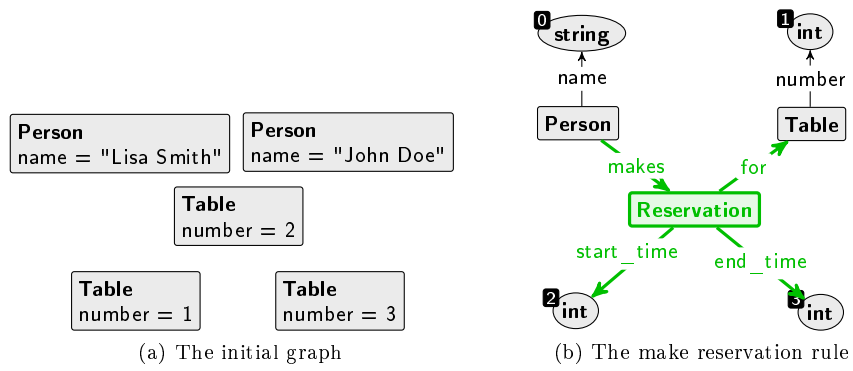 Person
name = "Lisa Smith"
Person
name = "John Doe"
Table
number = 2
Table
number = 1
Table
number = 3
(a) The initial graph
0
string
1
int
name
number
Person
Table
makes
for
Reservation
start_time
end_time
2
int
3
int
(b) The make reservation rule